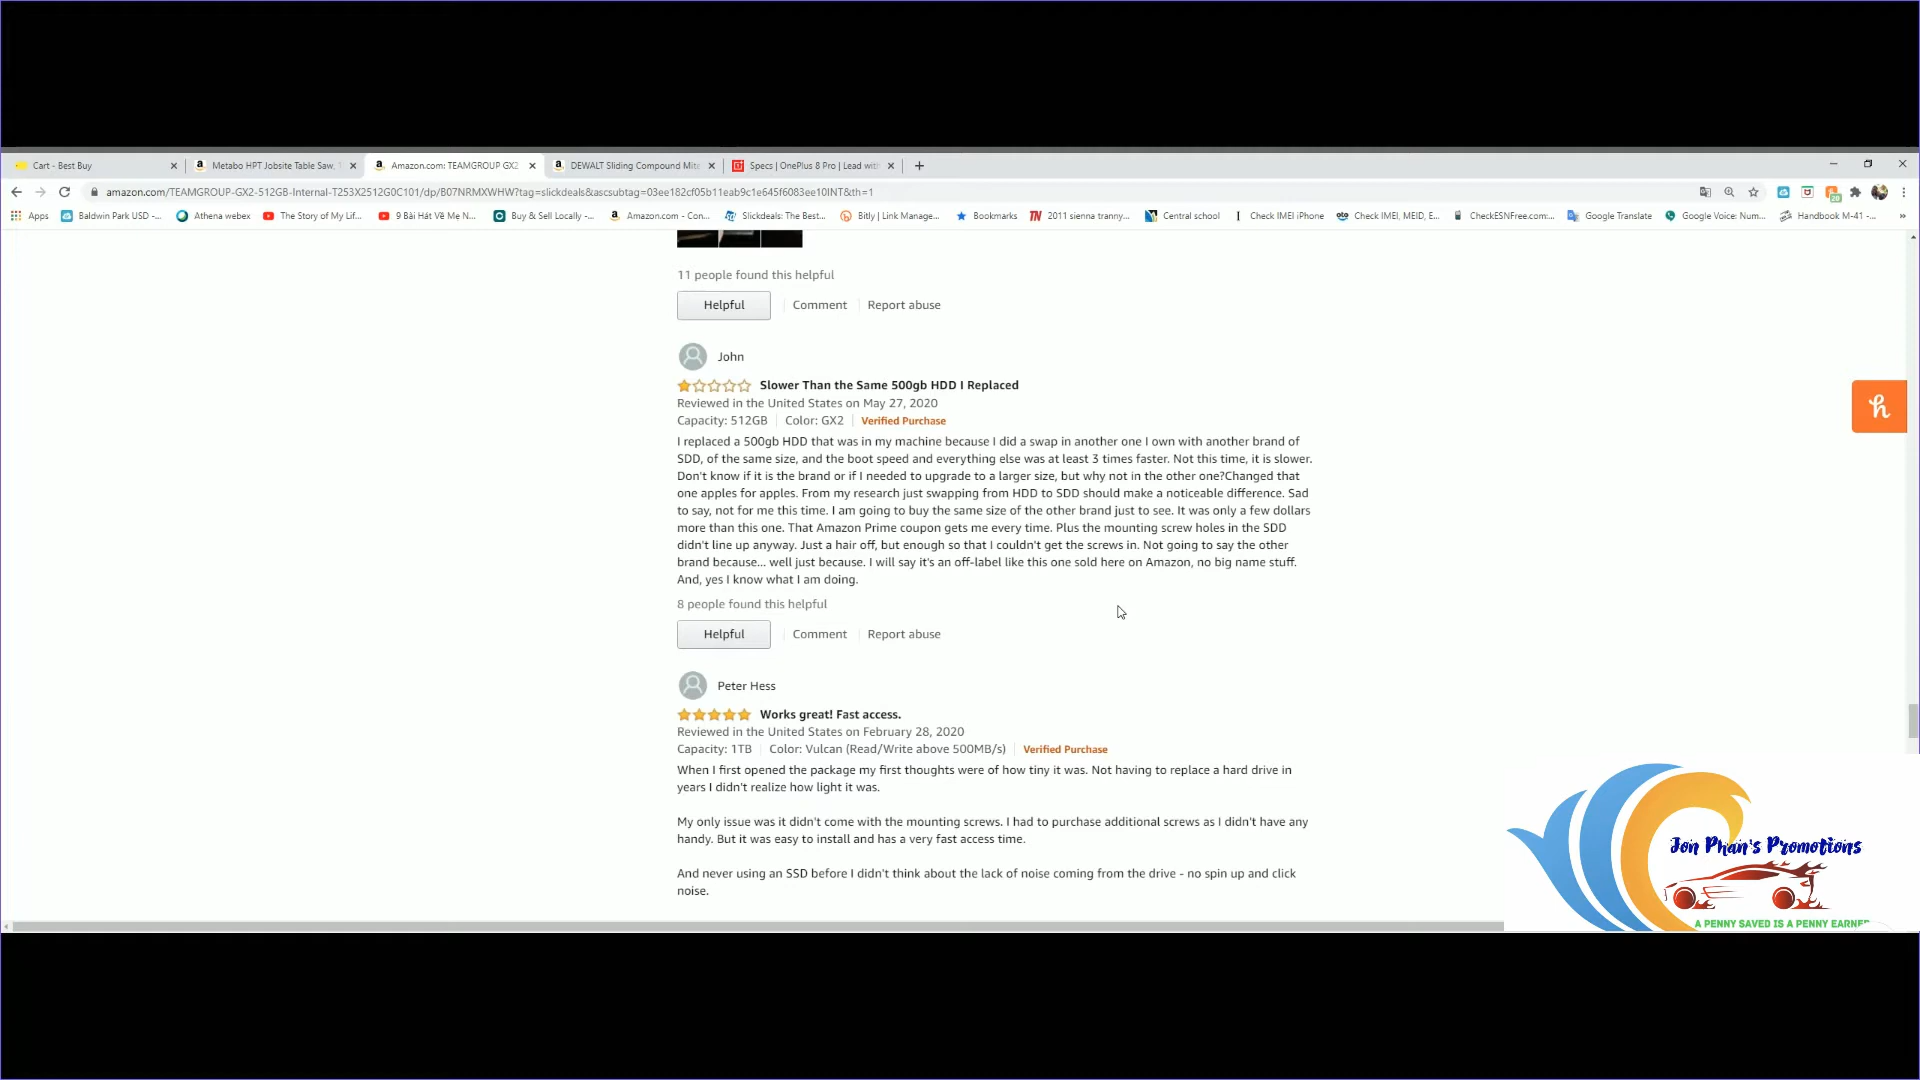 Cart - Best Buy
Metabo HPT Jobsite Table Saw, 1
Amazon.com: TEAMGROUP GX2
DEWALT Sliding Compound Mite
Specs | OnePlus 8 Pro | Lead with
amazon.com/TEAMGROUP-GX2-512GB-Internal-T253X2512G0C101/dp/B07NRMXWHW?tag=slickdeals&ascsubtag=03ee182cf05b11eab9c1e645f6083ee10INT&th=1
Apps
Baldwin Park USD -...
Athena webex
The Story of My Lif...
9 Bài Hát Về Me N...
Buy & Sell Locally -...
Amazon.com - Con...
Slickdeals: The Best...
Bitly | Link Manage...
Bookmarks
2011 sienna tranny...
Central school
Check IMEI iPhone
Check IMEI, MEID, E...
CheckESNFree.com:...
Google Translate
Google Voice: Num...
Handbook M-41 -...
11 people found this helpful
Helpful
Comment
Report abuse
John
Slower Than the Same 500gb HDD I Replaced
Reviewed in the United States on May 27, 2020
Capacity: 512GB
Color: GX2
Verified Purchase
I replaced a 500gb HDD that was in my machine because I did a swap in another one I own with another brand of
SDD, of the same size, and the boot speed and everything else was at least 3 times faster. Not this time, it is slower.
Don't know if it is the brand or if I needed to upgrade to a larger size, but why not in the other one?Changed that
one apples for apples. From my research just swapping from HDD to SDD should make a noticeable difference. Sad
to say, not for me this time. I am going to buy the same size of the other brand just to see. It was only a few dollars
more than this one. That Amazon Prime coupon gets me every time. Plus the mounting screw holes in the SDD
didn't line up anyway. Just a hair off, but enough so that I couldn't get the screws in. Not going to say the other
brand because... well just because. I will say it's an off-label like this one sold here on Amazon, no big name stuff.
And, yes I know what I am doing.
8 people found this helpful
Helpful
Comment
Report abuse
Peter Hess
Works great! Fast access.
Reviewed in the United States on February 28, 2020
Capacity: 1TB
Color: Vulcan (Read/Write above 500MB/s)
Verified Purchase
When I first opened the package my first thoughts were of how tiny it was. Not having to replace a hard drive in
years I didn't realize how light it was.
My only issue was it didn't come with the mounting screws. I had to purchase additional screws as I didn't have any
handy. But it was easy to install and has a very fast access time.
And never using an SSD before I didn't think about the lack of noise coming from the drive - no spin up and click
noise.
Jon Phan's Promotions
A PENNY SAVED IS A PENNY EARNED